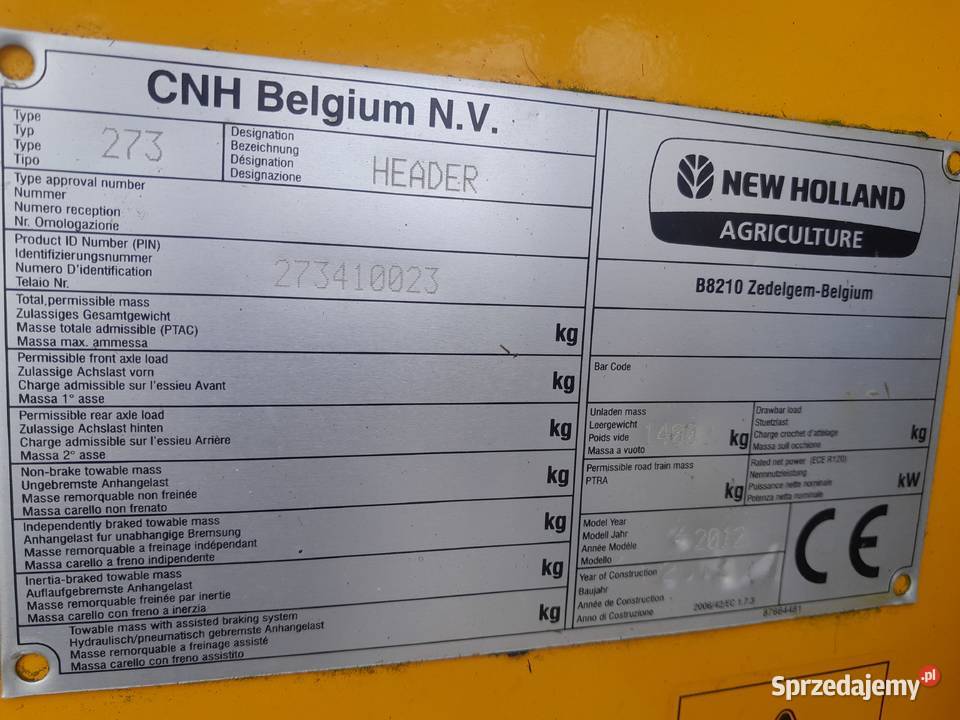 CNH Belgium N.V.
Type
Typ
Type
Tipo
273
Designation
Bezeichnung
Désignation
Designazione
HEADER
Type approval number
Nummer
Numero reception
Nr. Omologazione
Product ID Number (PIN)
Identifizierungsnummer
Numero D'identification
Telaio Nr.
273410023
Total,permissible mass
Zulassiges Gesamtgewicht
Masse totale admissible (PTAC)
Massa max. ammessa
kg
Permissible front axle load
Zulassige Achslast vorn
Charge admissible sur l'essieu Avant
Massa 1° asse
kg
Permissible rear axle load
Zulassige Achslast hinten
Charge admissible sur l'essieu Arrière
Massa 2° asse
kg
Non-brake towable mass
Ungebremste Anhangelast
Masse remorquable non freinée
Massa carello non frenato
kg
Independently braked towable mass
Anhangelast fur unabhangige Bremsung
Masse remorquable a freinage indépendant
Massa carello a freno indipendente
kg
Inertia-braked towable mass
Auflaufgebremste Anhangelast
Masse remorquable freinée par inertie
Massa carello con freno a inerzia
kg
Towable mass with assisted braking system
Hydraulisch/pneumatisch gebremste Anhangelast
Masse remorquable a freinage assisté
Massa carello con freno assistito
kg
NEW HOLLAND
AGRICULTURE
B8210 Zedelgem-Belgium
Bar Code
Unladen mass
Leergewicht
Poids vide
Massa a vuoto
kg
Drawbar load
Stuetzlast
Charge crochet d'attelage
Massa sull occhione
kg
Permissible road train mass
PTRA
kg
Rated net power (ECE R120)
Nennnutzleistung
Puissance nette nominale
Potenza netta nominale
kW
Model Year
Modell Jahr
Année Modéle
Modello
2012
Year of Construction
Baujahr
Année de Construction
Anno di Costruzione
2006/42/EC 1.7.3
CE
87664481
Sprzedajemy.pl